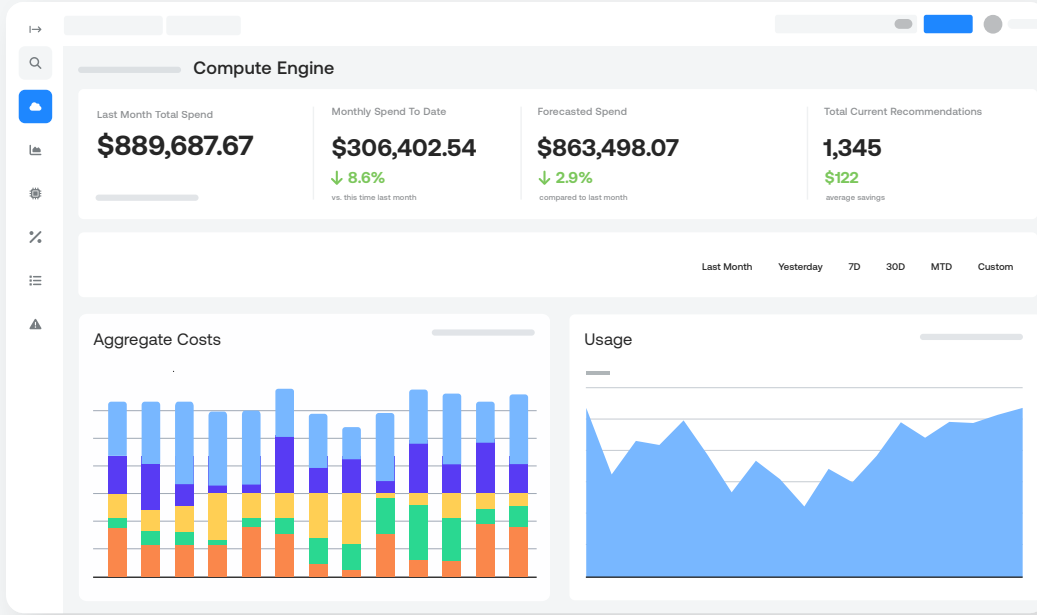 Compute Engine
Last Month Total Spend
$889,687.67
Monthly Spend To Date
$306,402.54
↓ 8.6%
vs. this time last month
Forecasted Spend
$863,498.07
↓ 2.9%
compared to last month
Total Current Recommendations
1,345
$122
average savings
Last Month Yesterday 7D 30D MTD Custom
Aggregate Costs
Usage